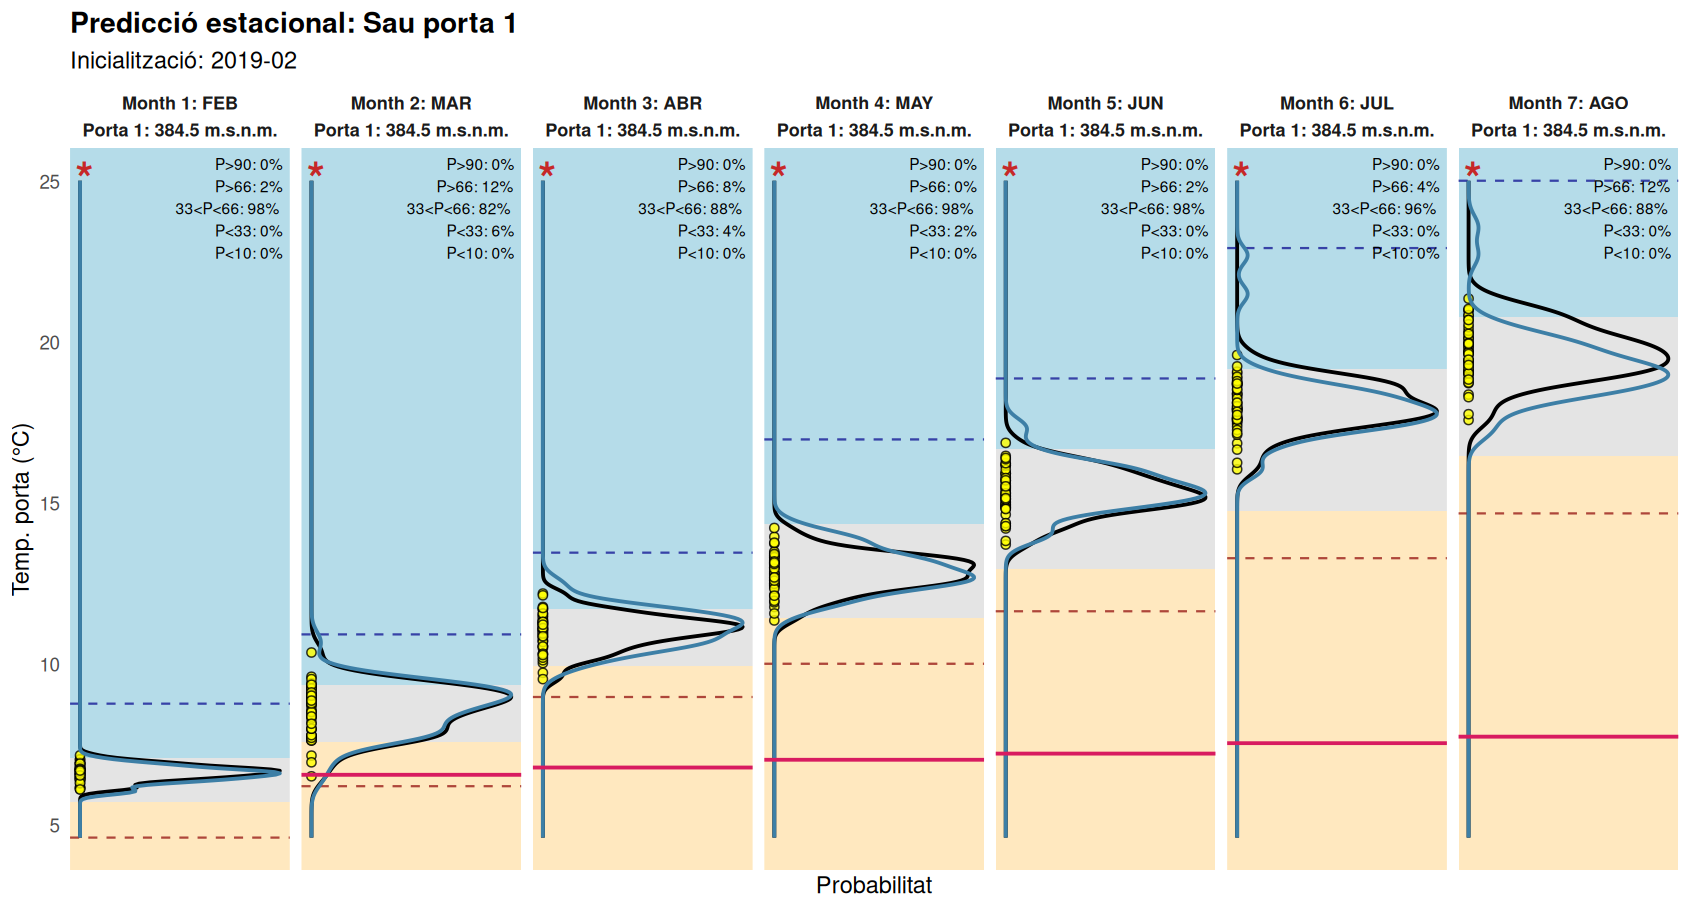 Predicció estacional: Sau porta 1
Inicialització: 2019-02
Month 1: FEB
Porta 1: 384.5 m.s.n.m.
Month 2: MAR
Porta 1: 384.5 m.s.n.m.
Month 3: ABR
Porta 1: 384.5 m.s.n.m.
Month 4: MAY
Porta 1: 384.5 m.s.n.m.
Month 5: JUN
Porta 1: 384.5 m.s.n.m.
Month 6: JUL
Porta 1: 384.5 m.s.n.m.
Month 7: AGO
Porta 1: 384.5 m.s.n.m.
*
P>90: 0%
P>66: 2%
33<P<66: 98%
P<33: 0%
P<10: 0%
*
P>90: 0%
P>66: 12%
33<P<66: 82%
P<33: 6%
P<10: 0%
*
P>90: 0%
P>66: 8%
33<P<66: 88%
P<33: 4%
P<10: 0%
*
P>90: 0%
P>66: 0%
33<P<66: 98%
P<33: 2%
P<10: 0%
*
P>90: 0%
P>66: 2%
33<P<66: 98%
P<33: 0%
P<10: 0%
*
P>90: 0%
P>66: 4%
33<P<66: 96%
P<33: 0%
P<10: 0%
*
P>90: 0%
P>66: 12%
33<P<66: 88%
P<33: 0%
P<10: 0%
25
20
15
10
5
Temp. porta (°C)
Probabilitat